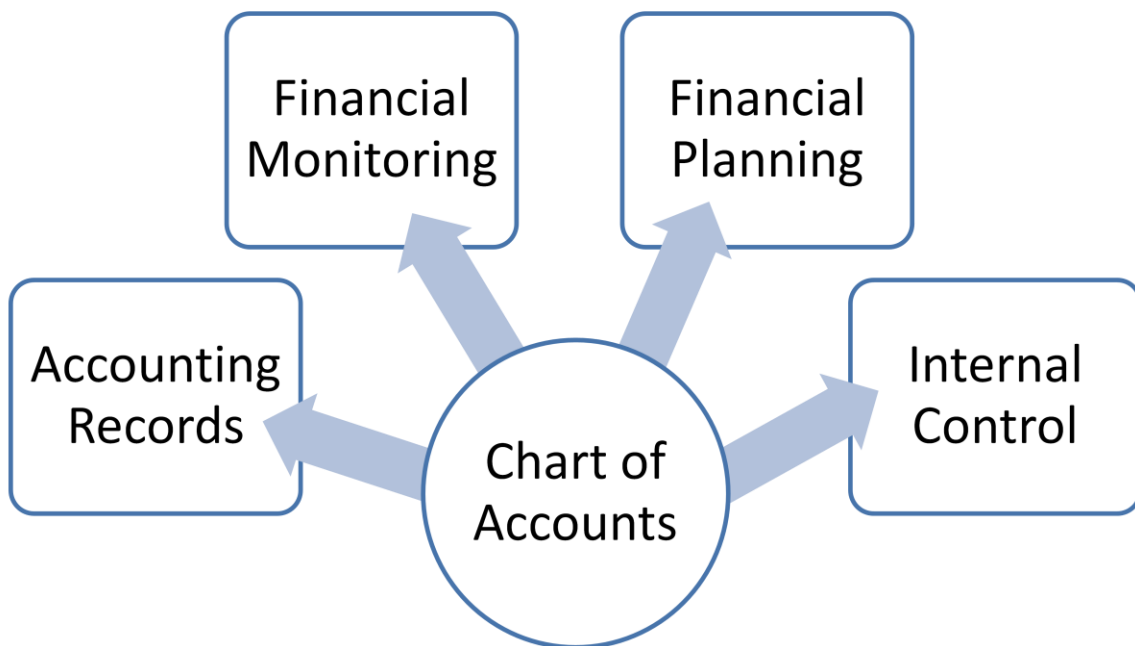 Financial
Monitoring
Financial
Planning
Accounting
Records
Internal
Control
Chart of
Accounts